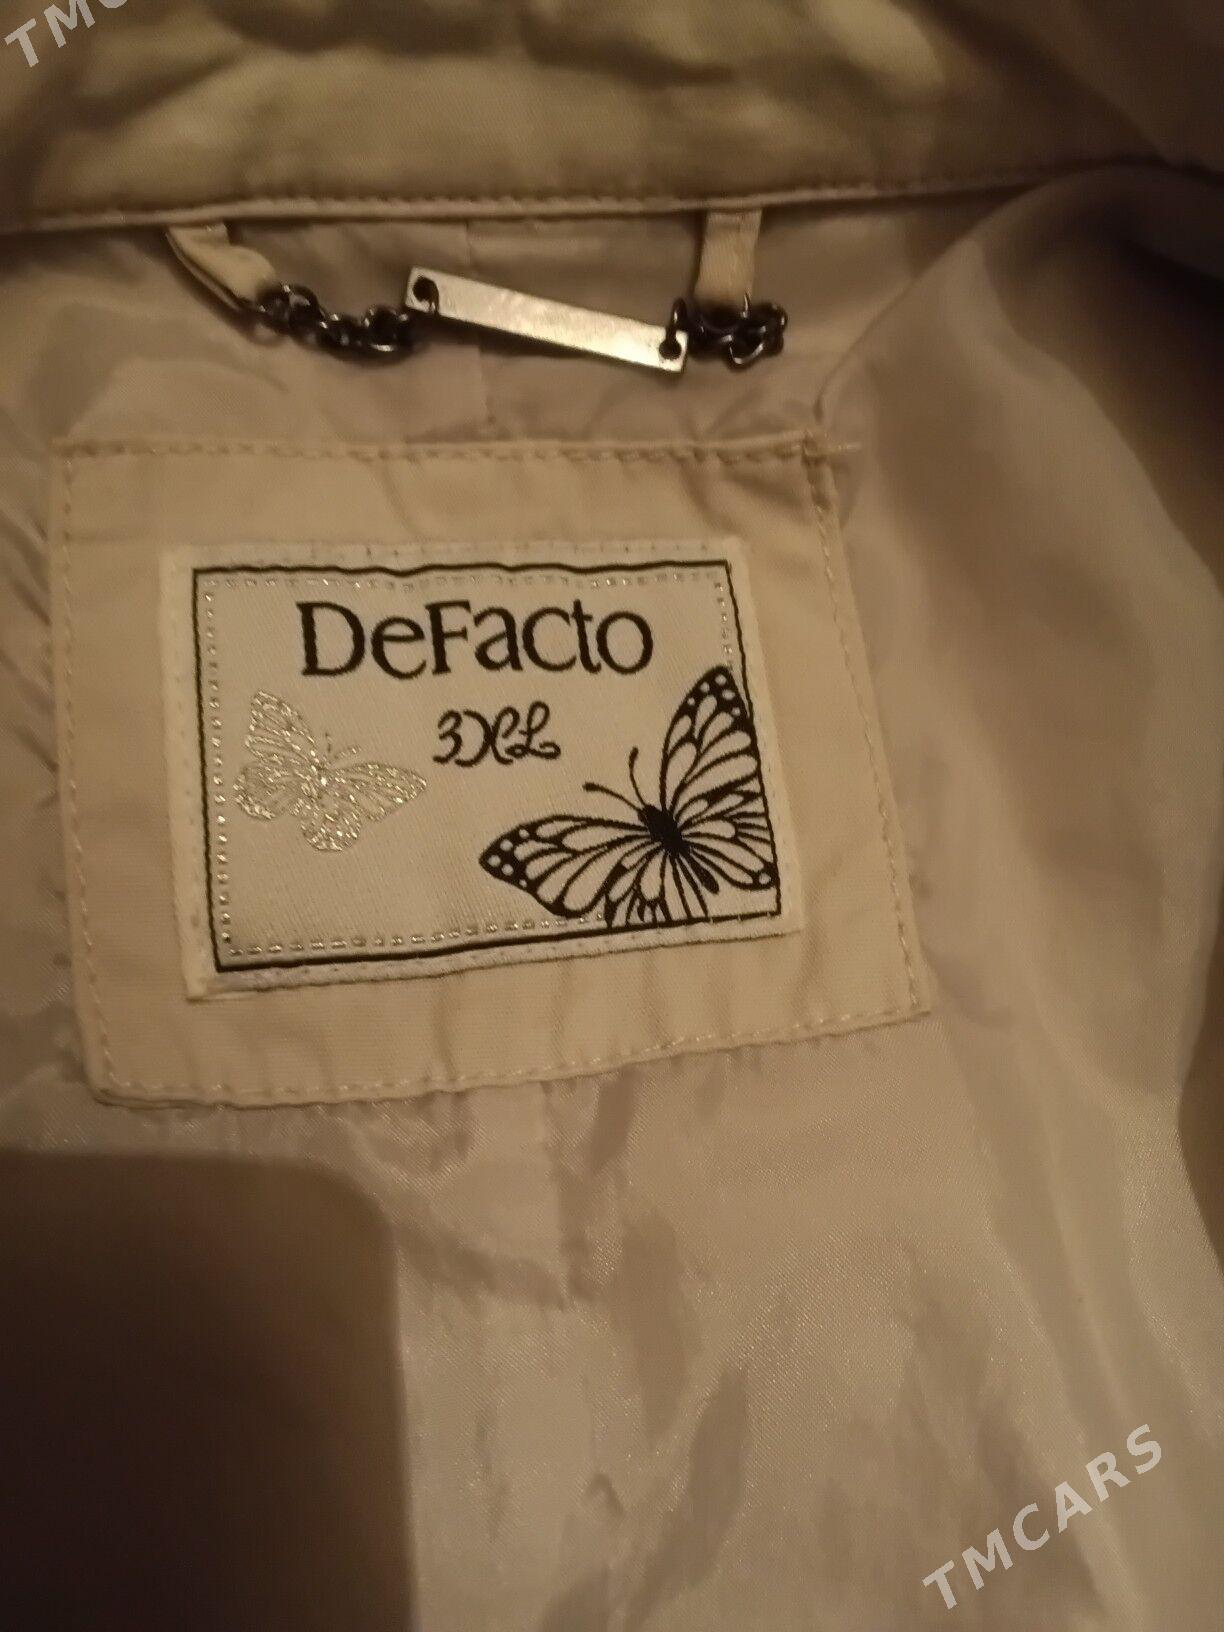 TMC
DeFacto
3XL
TMCARS